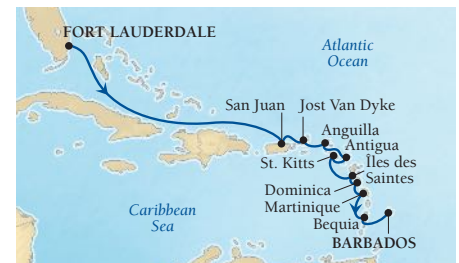 FORT LAUDERDALE
Atlantic
Ocean
San Juan
Jost Van Dyke
Anguilla
Antigua
St. Kitts
Îles des
Saintes
Dominica
Martinique
Caribbean
Sea
Bequia
BARBADOS